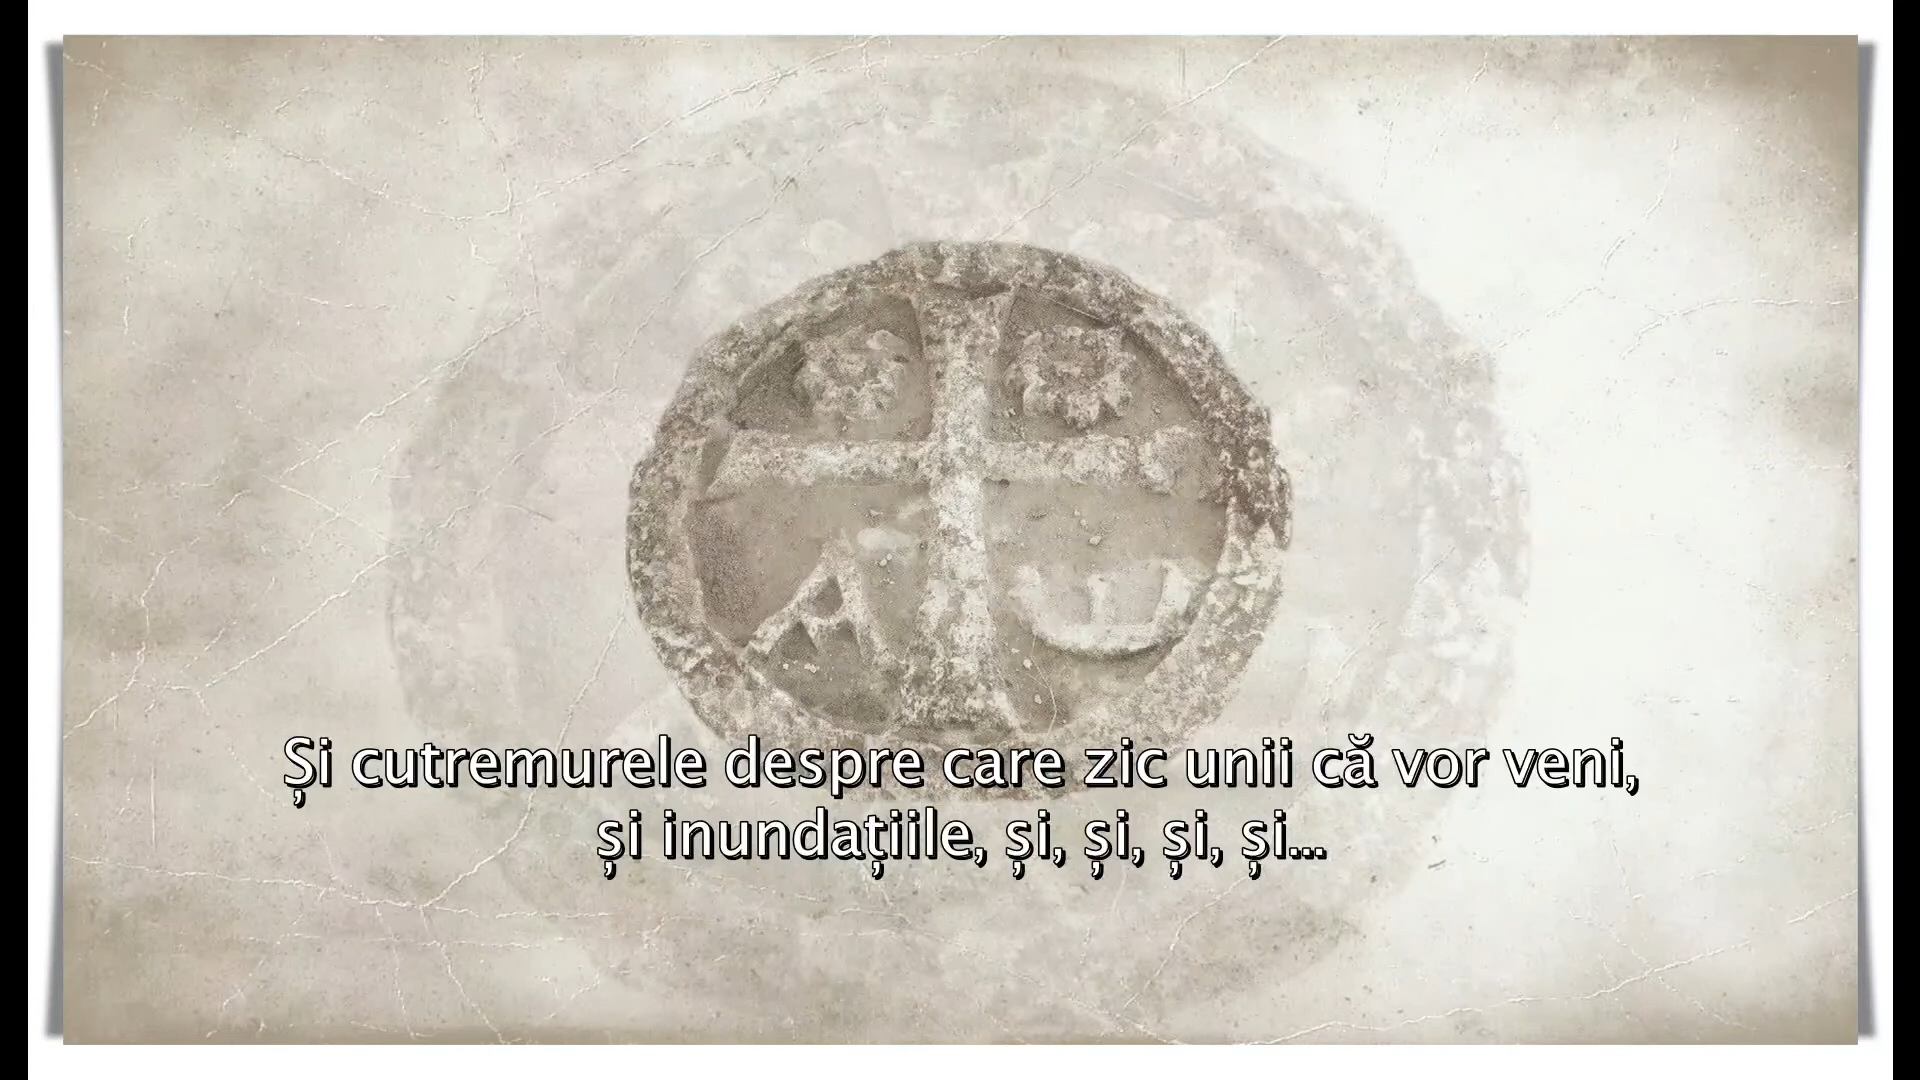 Și cutremurele despre care zic unii că vor veni,
și inundațiile, și, și, și, și...